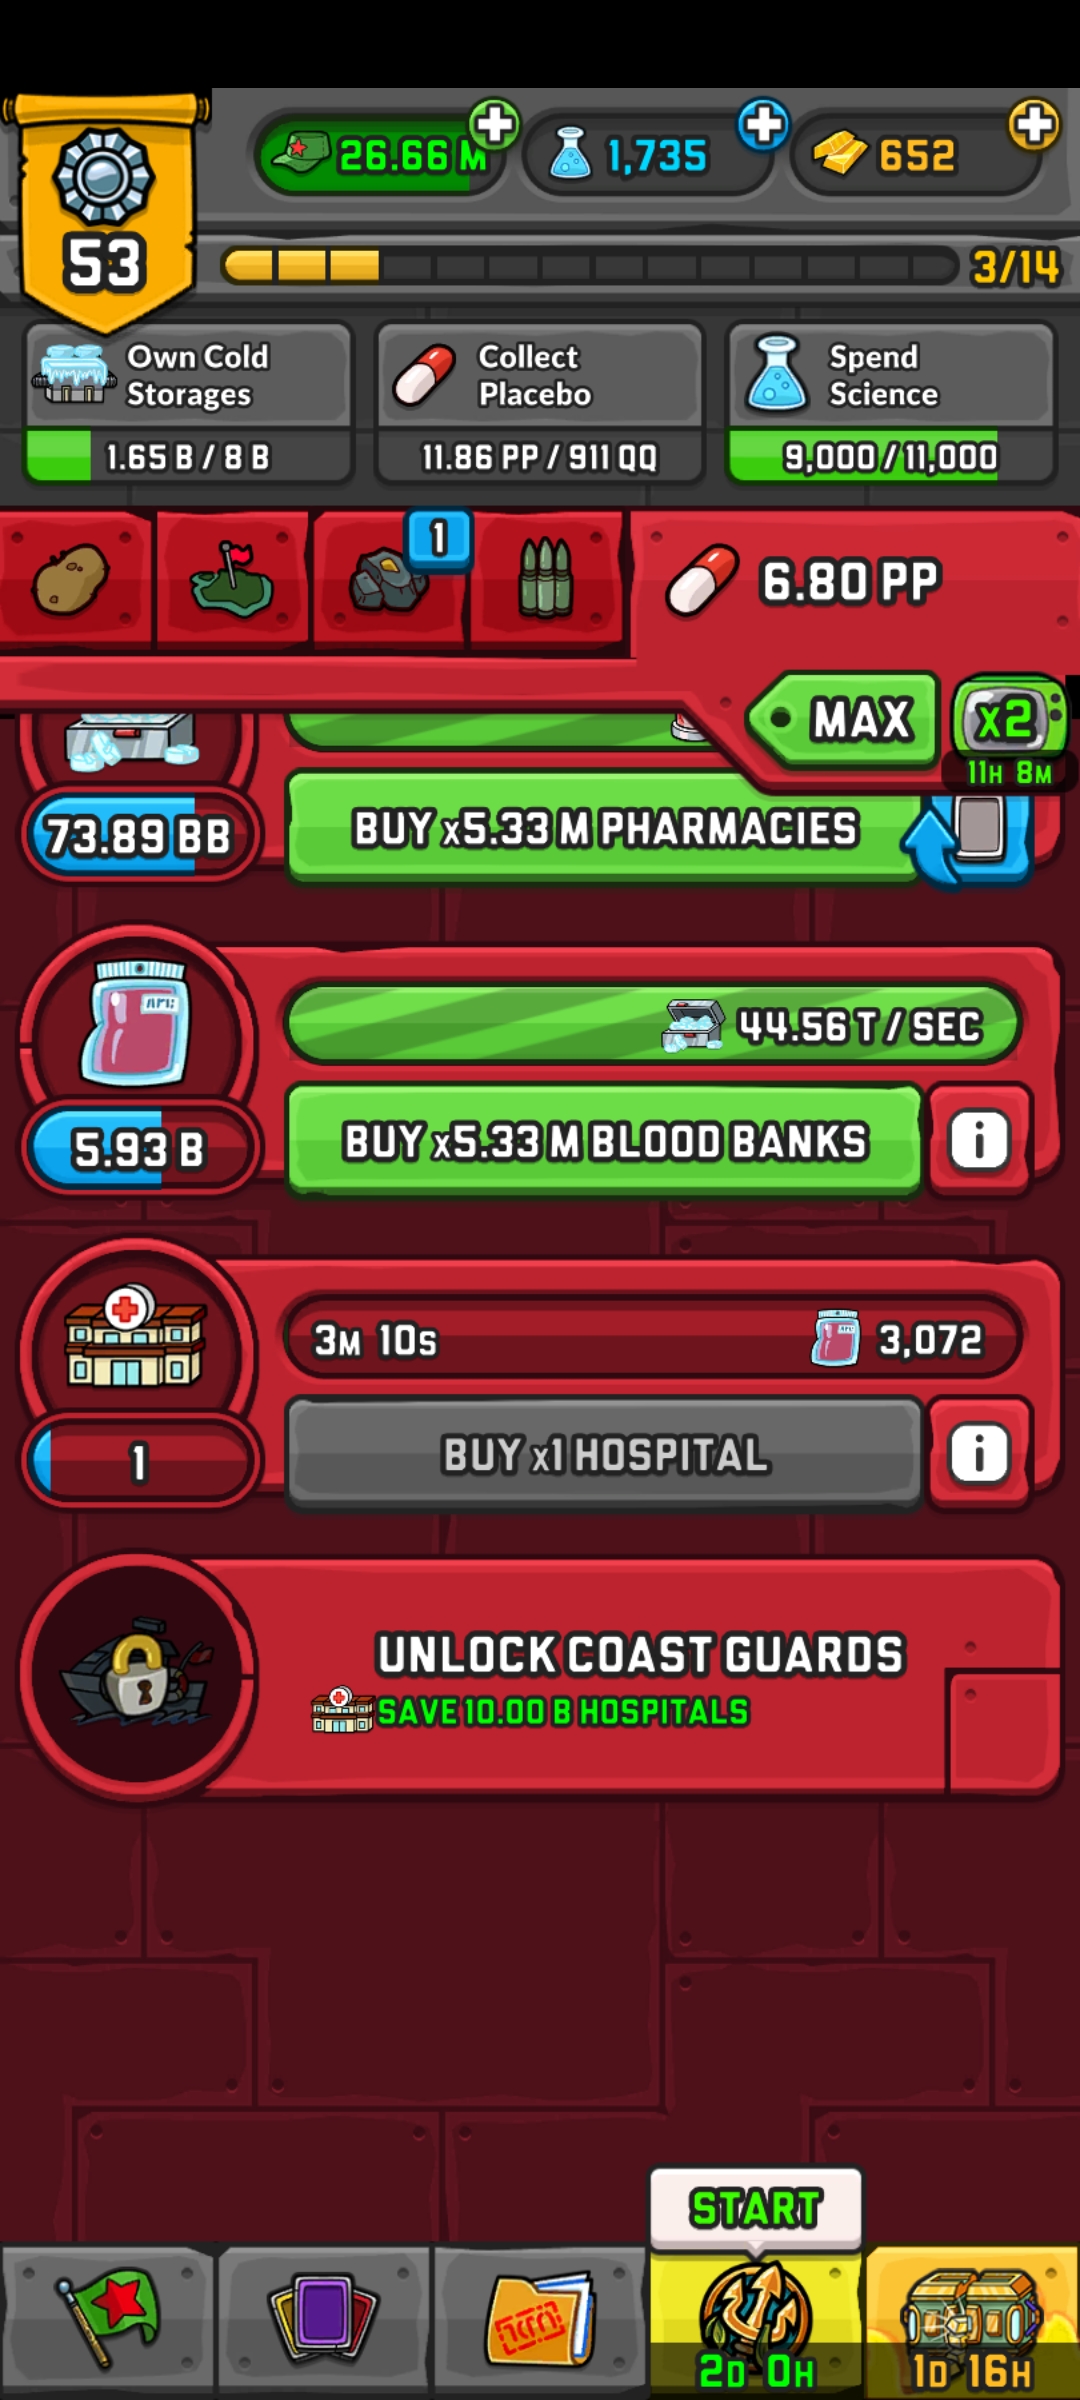 26.66 M
1,735
652
53
3/14
Own Cold
Storages
Collect
Placebo
Spend
Science
1.65 B / 8 B
11.86 PP / 911 QQ
9,000 / 11,000
1
6.80 PP
MAX
x2
11H 8M
73.89 BB
BUY x5.33 M PHARMACIES
44.56 T / SEC
5.93 B
BUY x5.33 M BLOOD BANKS
i
3M 10S
3,072
1
BUY x1 HOSPITAL
i
UNLOCK COAST GUARDS
SAVE 10.00 B HOSPITALS
START
2D 0H
1D 16H